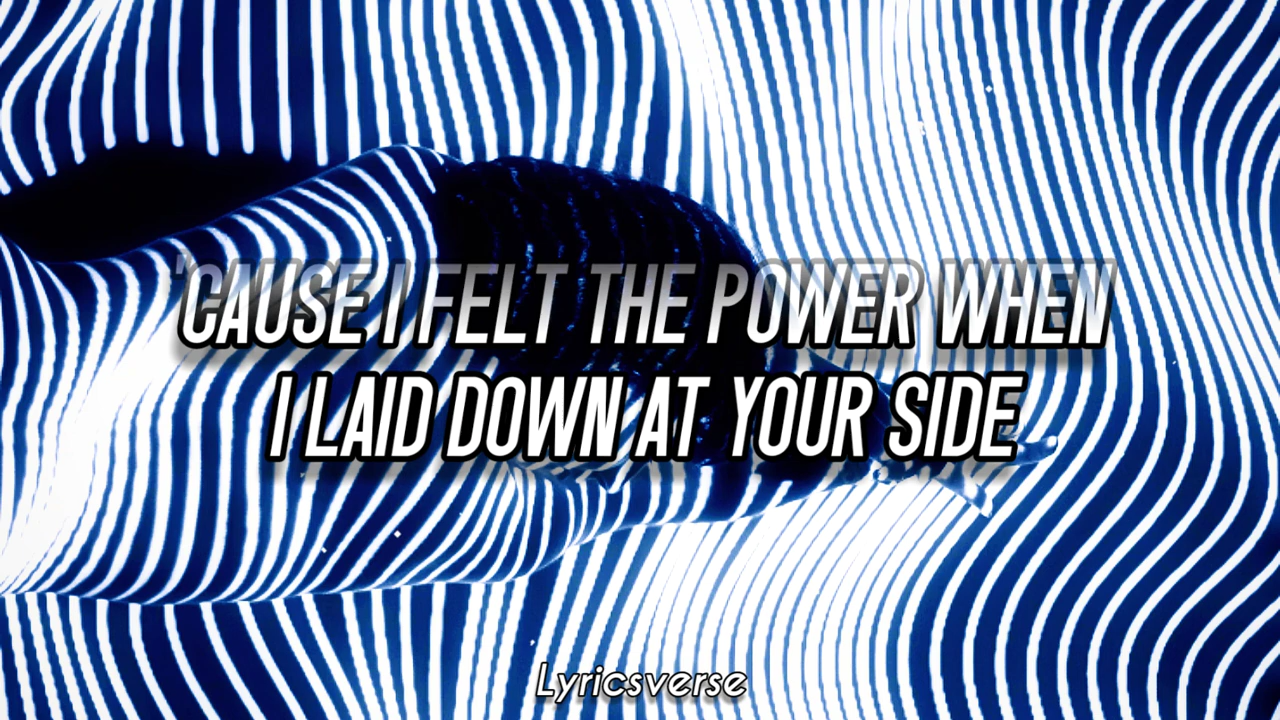 'CAUSE I FELT THE POWER WHEN
I LAID DOWN AT YOUR SIDE
Lyricsverse